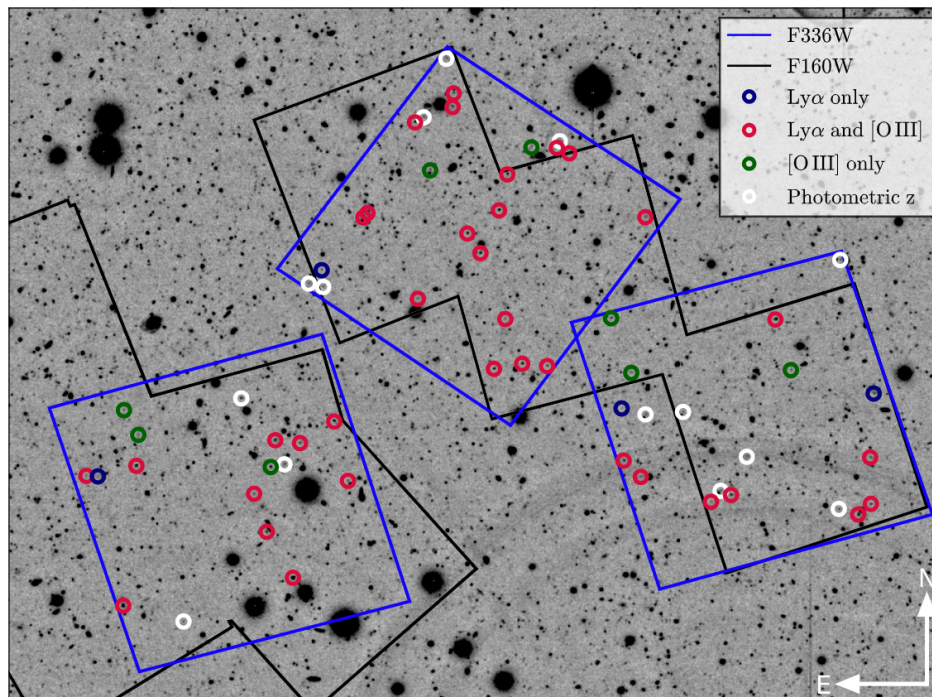 F336W
F160W
Lyα only
Lyα and [O III]
[O III] only
Photometric z
N
E